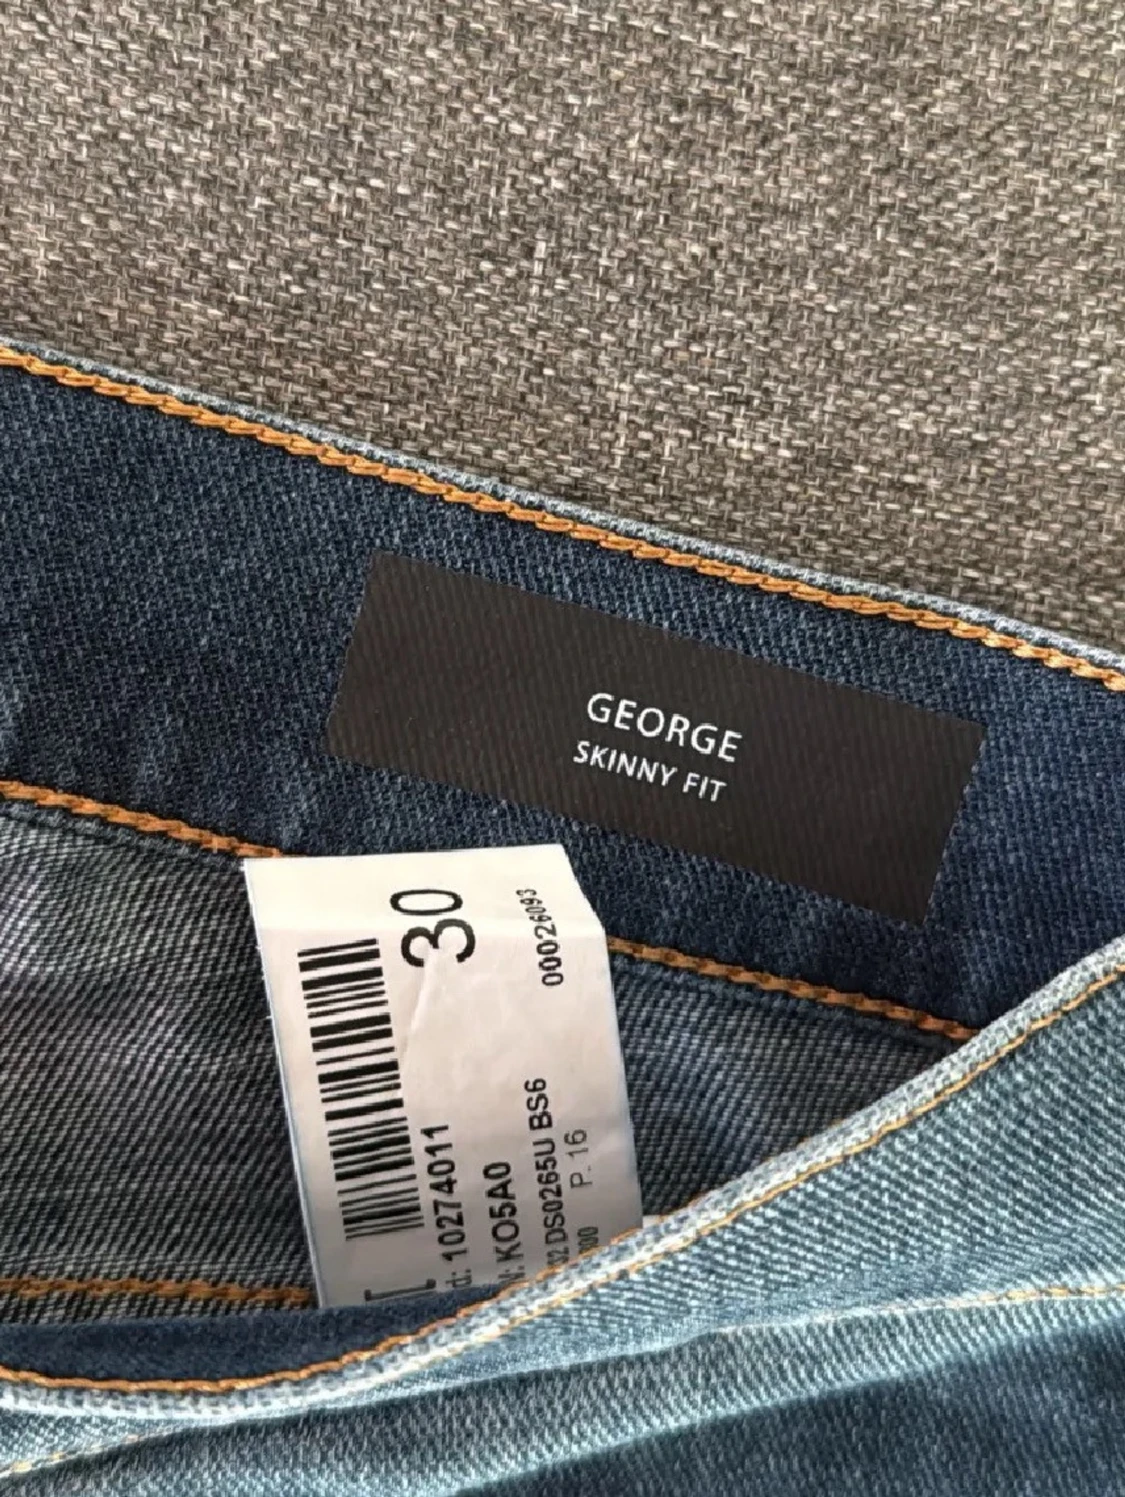 GEORGE
SKINNY FIT
30
00026093
10274011
KO5A0
DS0265U BS6
P. 16